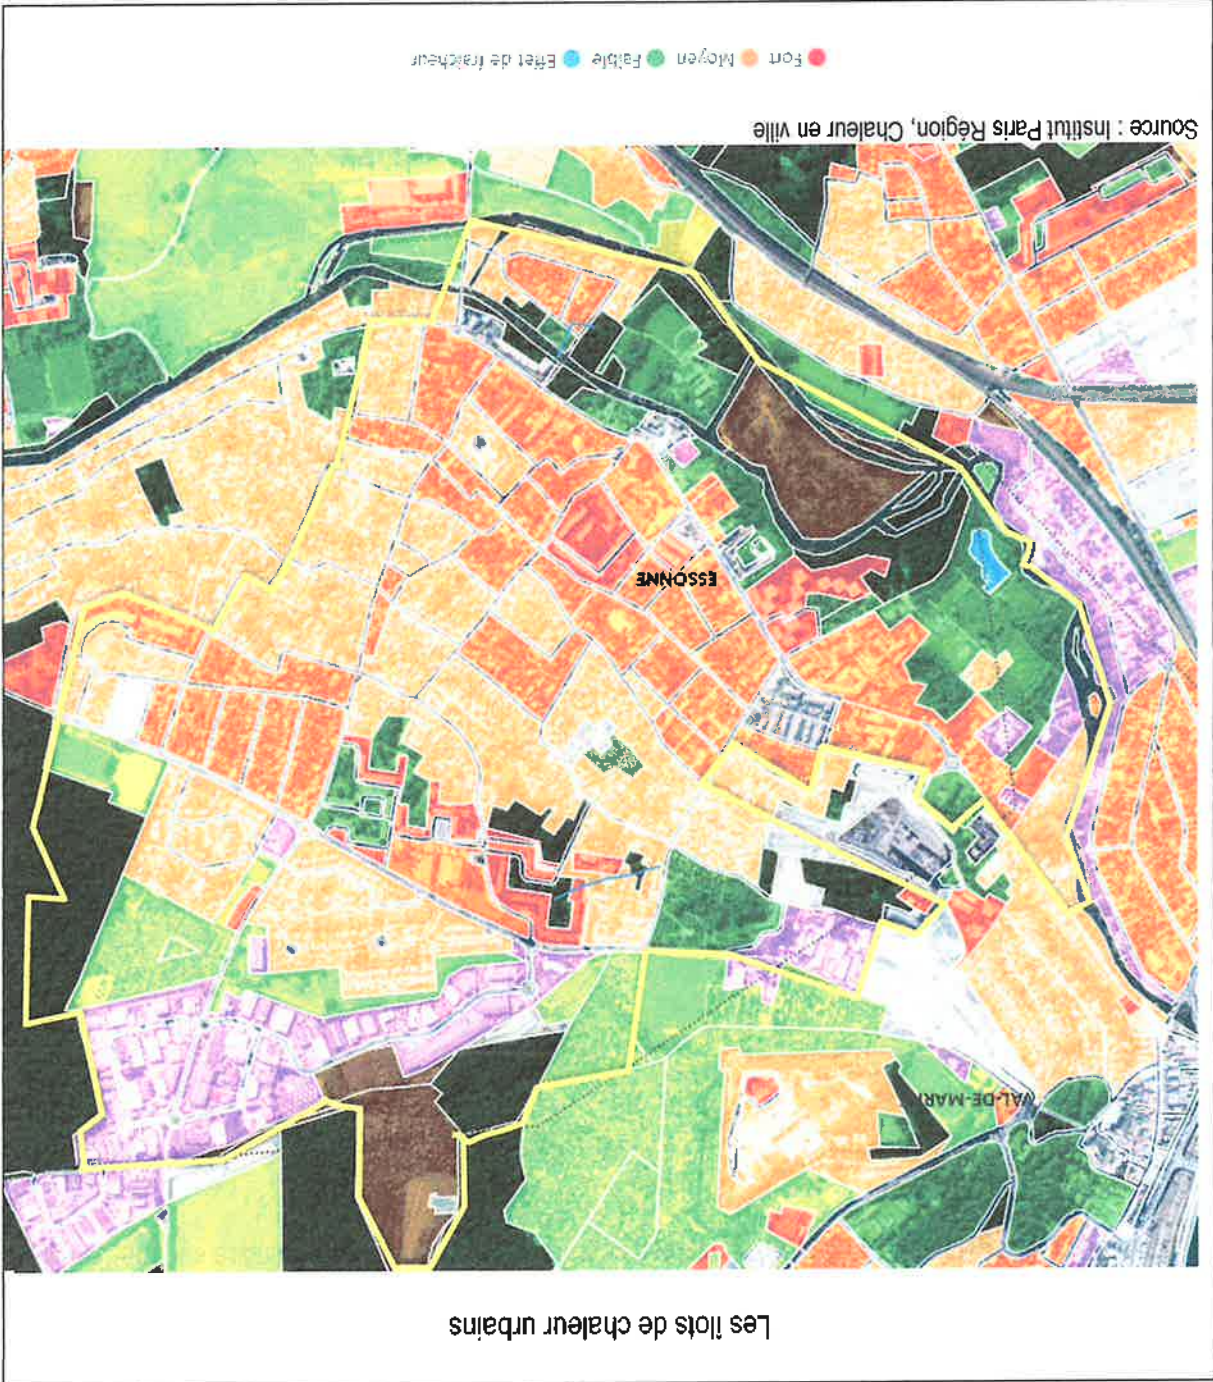 Les îlots de chaleur urbains
VAL-DE-MAR
ESSONNE
Source : Institut Paris Région, Chaleur en ville
Fort Moyen Faible Effet de fraîcheur